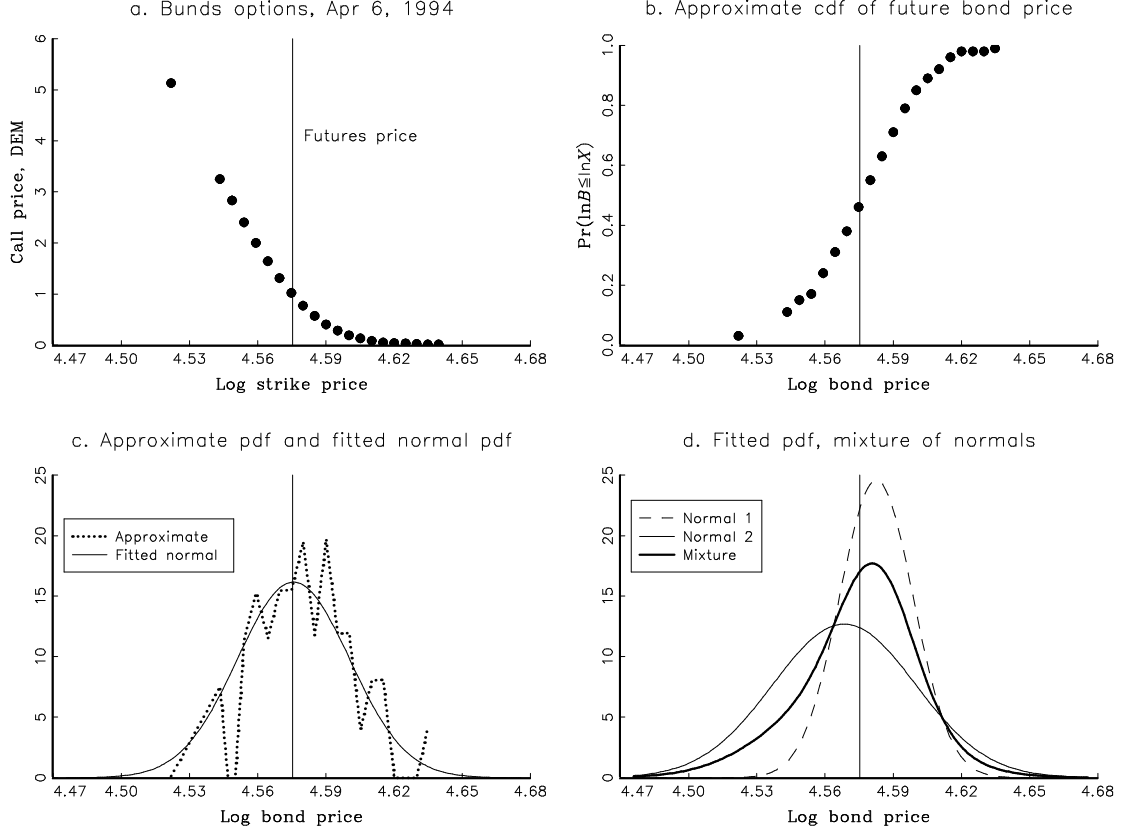 a. Bunds options, Apr 6, 1994
6
5
4
3
2
1
0
Call price, DEM
Futures price
4.47 4.50 4.53 4.56 4.59 4.62 4.65 4.68
Log strike price
b. Approximate cdf of future bond price
1.0
0.8
0.6
0.4
0.2
0.0
Pr(lnB≦lnX)
4.47 4.50 4.53 4.56 4.59 4.62 4.65 4.68
Log bond price
c. Approximate pdf and fitted normal pdf
25
20
15
10
5
0
Approximate
Fitted normal
4.47 4.50 4.53 4.56 4.59 4.62 4.65 4.68
Log bond price
d. Fitted pdf, mixture of normals
25
20
15
10
5
0
Normal 1
Normal 2
Mixture
4.47 4.50 4.53 4.56 4.59 4.62 4.65 4.68
Log bond price